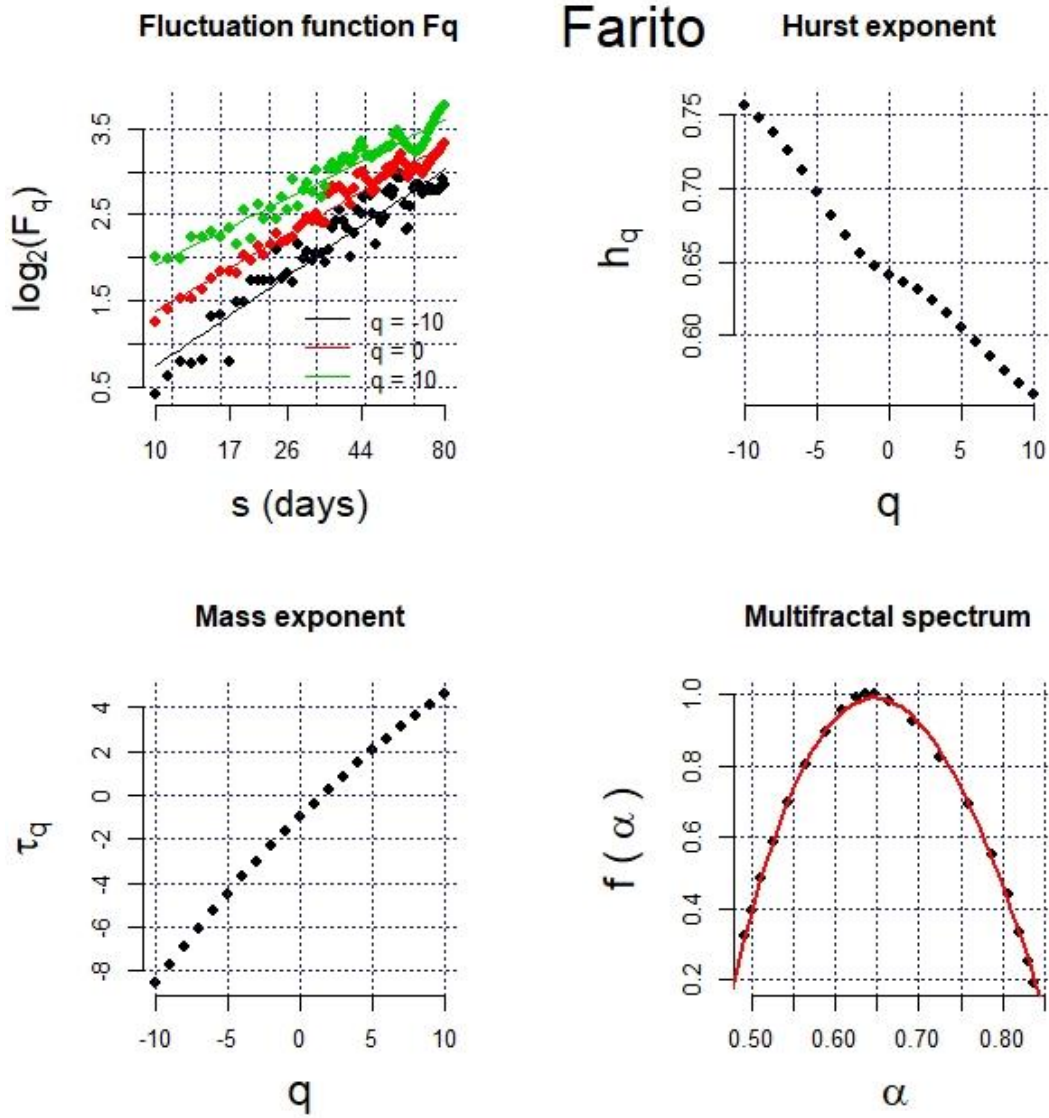 Farito
Fluctuation function Fq
log2(Fq)
3.5
2.5
1.5
0.5
q = -10
q = 0
q = 10
10 17 26 44 80
s (days)
Hurst exponent
hq
0.75
0.70
0.65
0.60
-10 -5 0 5 10
q
Mass exponent
τq
4
2
0
-2
-4
-6
-8
-10 -5 0 5 10
q
Multifractal spectrum
f ( α )
1.0
0.8
0.6
0.4
0.2
0.50 0.60 0.70 0.80
α